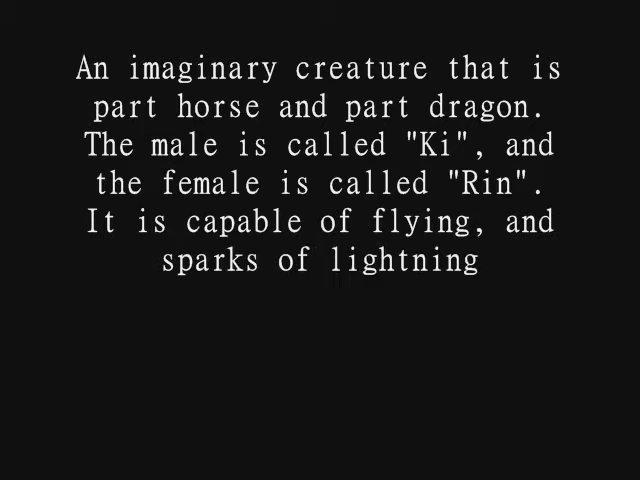 An imaginary creature that is
part horse and part dragon.
The male is called "Ki", and
the female is called "Rin".
It is capable of flying, and
sparks of lightning